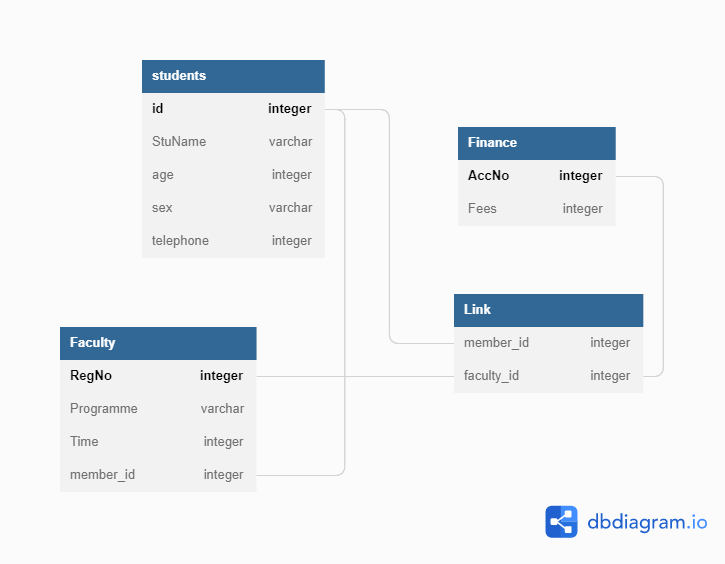 students
id integer
StuName varchar
age integer
sex varchar
telephone integer
Finance
AccNo integer
Fees integer
Link
member_id integer
faculty_id integer
Faculty
RegNo integer
Programme varchar
Time integer
member_id integer
dbdiagram.io